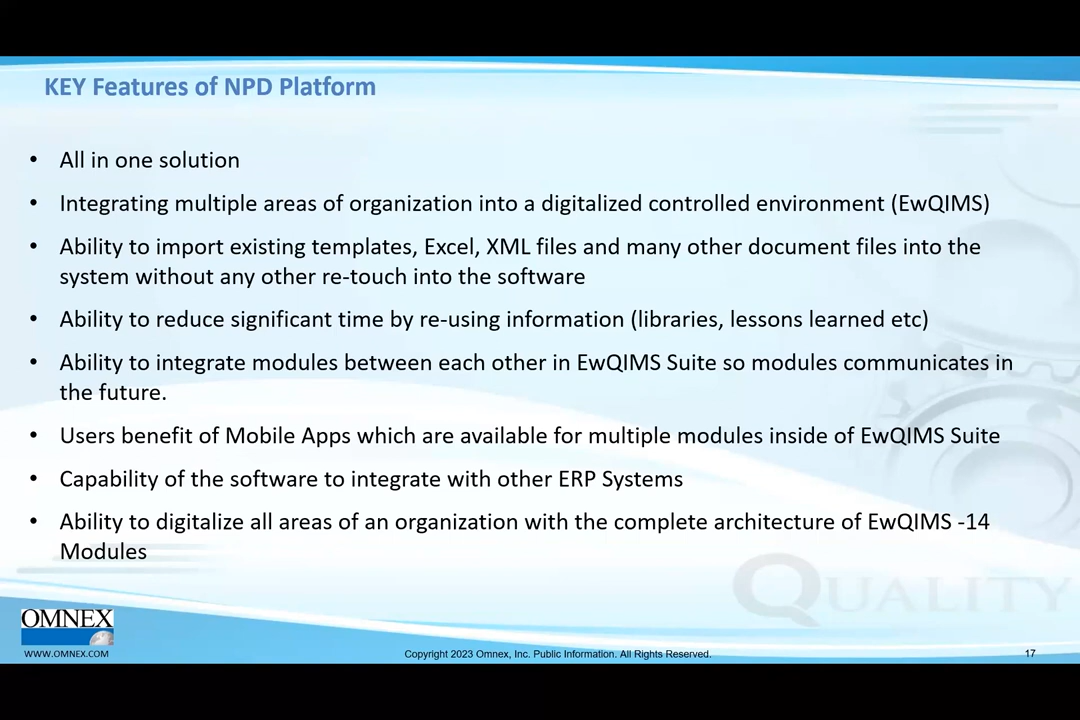 KEY Features of NPD Platform
• All in one solution
• Integrating multiple areas of organization into a digitalized controlled environment (EwQIMS)
• Ability to import existing templates, Excel, XML files and many other document files into the
system without any other re-touch into the software
• Ability to reduce significant time by re-using information (libraries, lessons learned etc)
• Ability to integrate modules between each other in EwQIMS Suite so modules communicates in
the future.
• Users benefit of Mobile Apps which are available for multiple modules inside of EwQIMS Suite
• Capability of the software to integrate with other ERP Systems
• Ability to digitalize all areas of an organization with the complete architecture of EwQIMS -14
Modules
QUALITY
OMNEX
WWW.OMNEX.COM
Copyright 2023 Omnex, Inc. Public Information. All Rights Reserved.
17